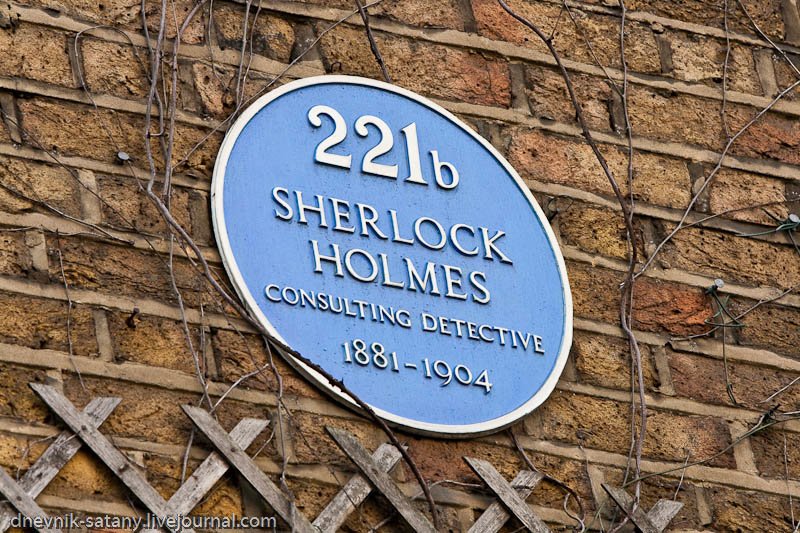 221b
SHERLOCK
HOLMES
CONSULTING DETECTIVE
1881-1904
dnevnik-satany.livejournal.com